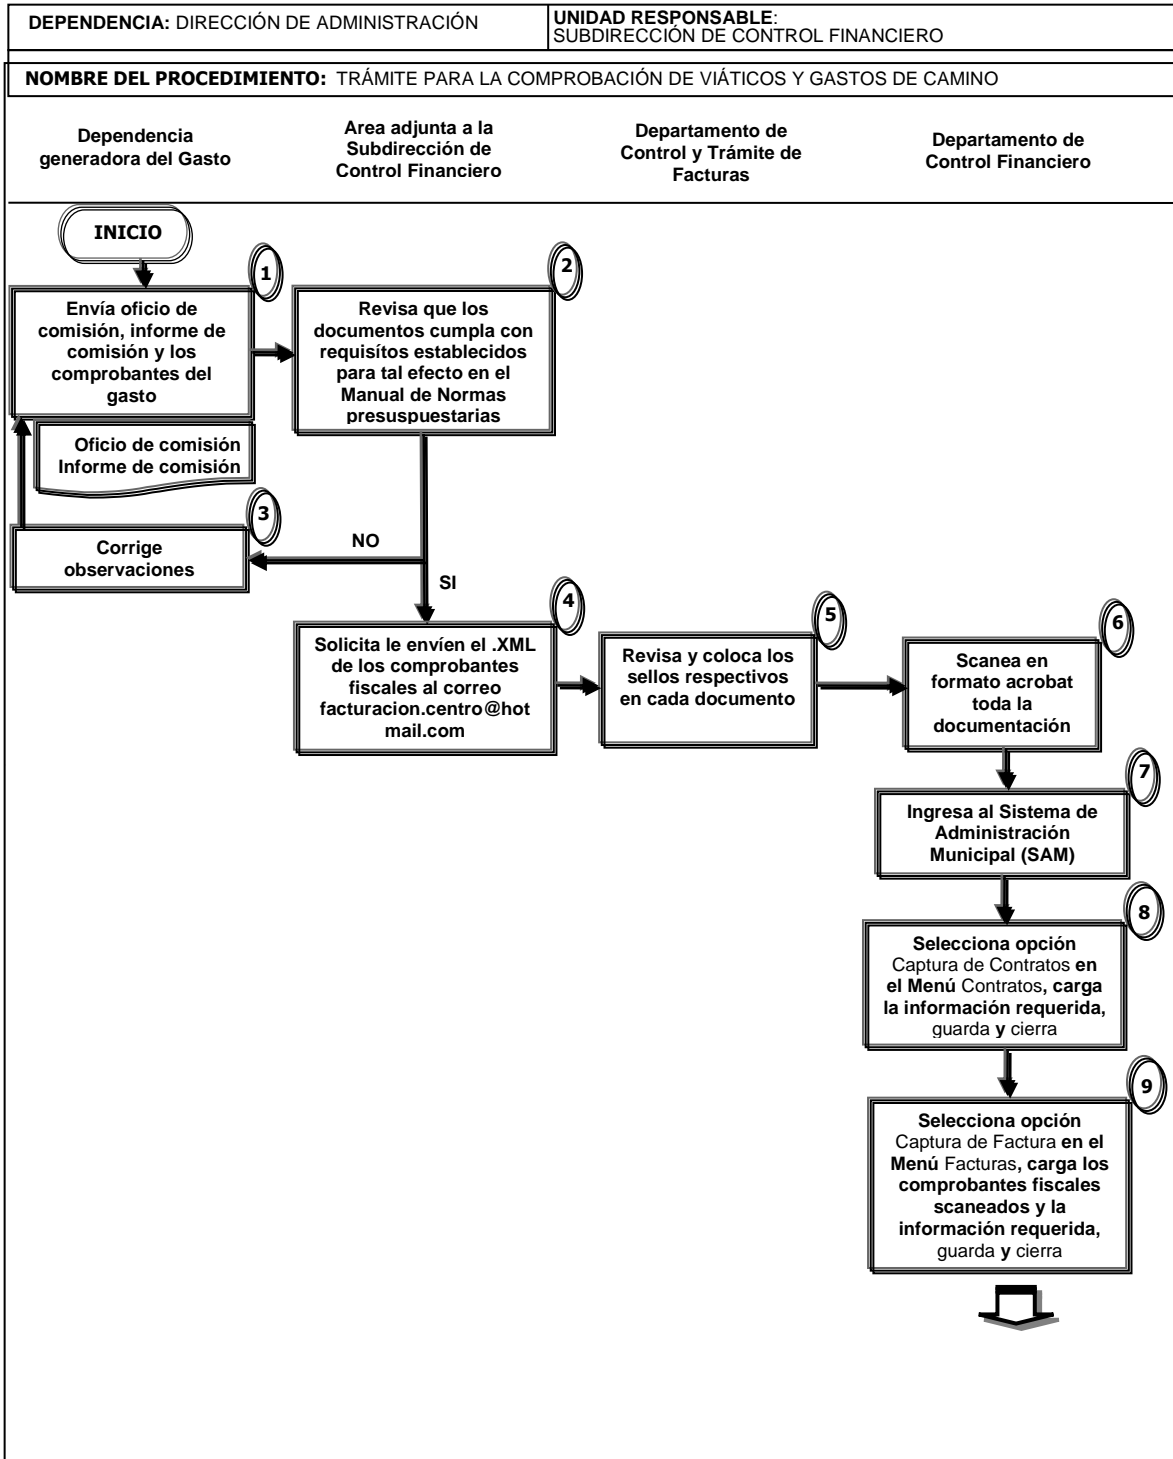 DEPENDENCIA: DIRECCIÓN DE ADMINISTRACIÓN
UNIDAD RESPONSABLE:
SUBDIRECCIÓN DE CONTROL FINANCIERO
NOMBRE DEL PROCEDIMIENTO: TRÁMITE PARA LA COMPROBACIÓN DE VIÁTICOS Y GASTOS DE CAMINO
Dependencia
generadora del Gasto
Area adjunta a la
Subdirección de
Control Financiero
Departamento de
Control y Trámite de
Facturas
Departamento de
Control Financiero
INICIO
1
Envía oficio de
comisión, informe de
comisión y los
comprobantes del
gasto
Oficio de comisión
Informe de comisión
2
Revisa que los
documentos cumpla con
requisítos establecidos
para tal efecto en el
Manual de Normas
presuspuestarias
3
Corrige
observaciones
NO
SI
4
Solicita le envíen el .XML
de los comprobantes
fiscales al correo
facturacion.centro@hot
mail.com
5
Revisa y coloca los
sellos respectivos
en cada documento
6
Scanea en
formato acrobat
toda la
documentación
7
Ingresa al Sistema de
Administración
Municipal (SAM)
8
Selecciona opción
Captura de Contratos en
el Menú Contratos, carga
la información requerida,
guarda y cierra
9
Selecciona opción
Captura de Factura en el
Menú Facturas, carga los
comprobantes fiscales
scaneados y la
información requerida,
guarda y cierra